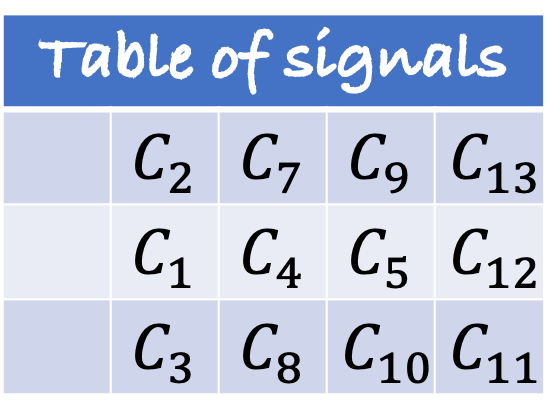 Table of signals
C₂ C₇ C₉ C₁₃
C₁ C₄ C₅ C₁₂
C₃ C₈ C₁₀ C₁₁